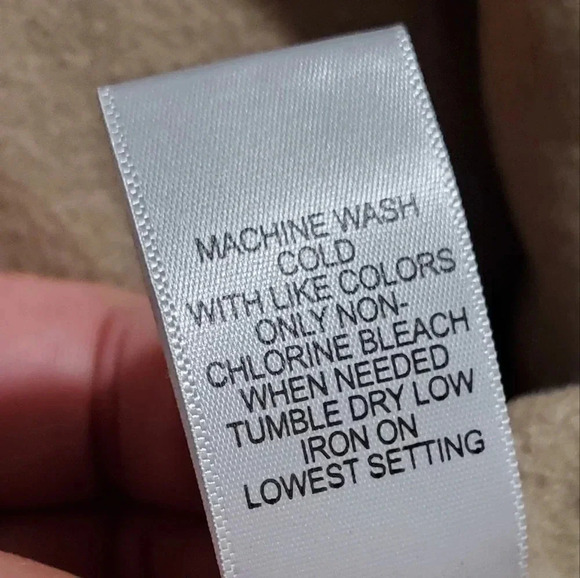 MACHINE WASH
COLD
WITH LIKE COLORS
ONLY NON-
CHLORINE BLEACH
WHEN NEEDED
TUMBLE DRY LOW
IRON ON
LOWEST SETTING